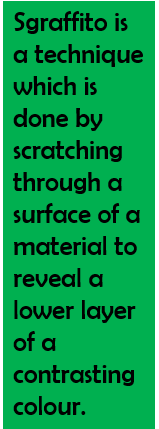 Sgraffito is
a technique
which is
done by
scratching
through a
surface of a
material to
reveal a
lower layer
of a
contrasting
colour.